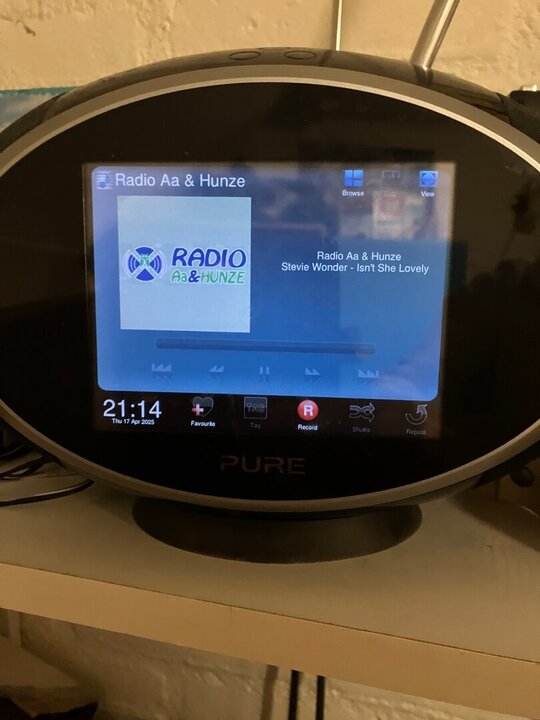 Radio Aa & Hunze
Browse
View
RADIO
Aa&HUNZE
Radio Aa & Hunze
Stevie Wonder - Isn't She Lovely
21:14
Thu 17 Apr 2025
Favourite
TAG
Tag
R
Record
Shuffle
Repeat
PURE